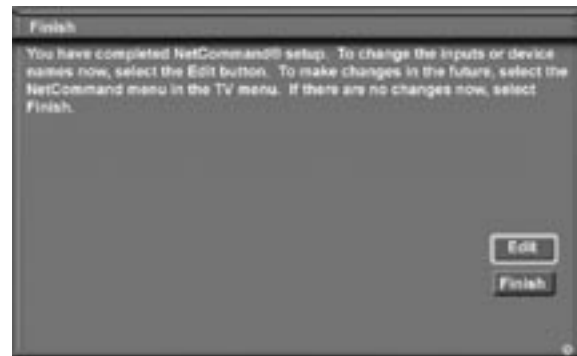 Finish
You have completed NetCommand® setup. To change the inputs or device
names now, select the Edit button. To make changes in the future, select the
NetCommand menu in the TV menu. If there are no changes now, select
Finish.
Edit
Finish